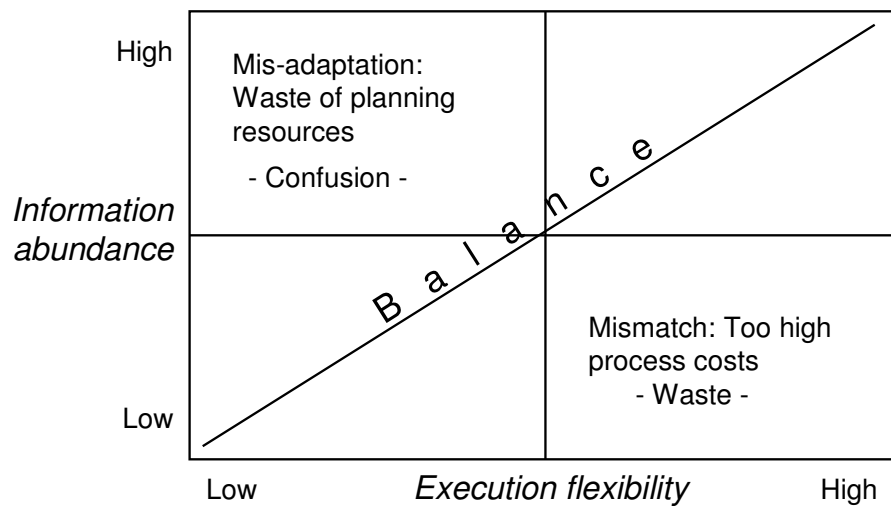 High
Mis-adaptation:
Waste of planning
resources
- Confusion -
Information
abundance
Balance
Mismatch: Too high
process costs
- Waste -
Low
Low
Execution flexibility
High